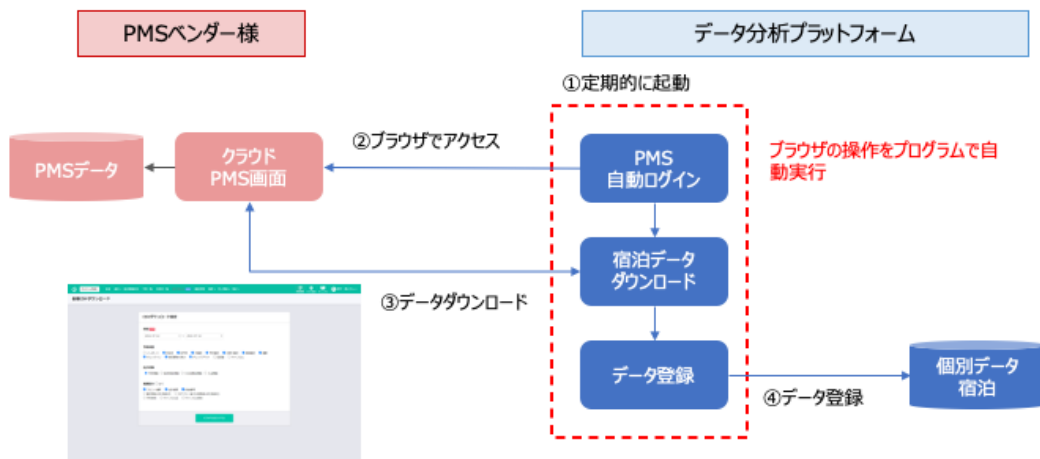 PMSベンダー様
データ分析プラットフォーム
①定期的に起動
②ブラウザでアクセス
PMSデータ
クラウド
PMS画面
PMS
自動ログイン
ブラウザの操作をプログラムで自
動実行
宿泊データ
ダウンロード
③データダウンロード
データ登録
④データ登録
個別データ
宿泊